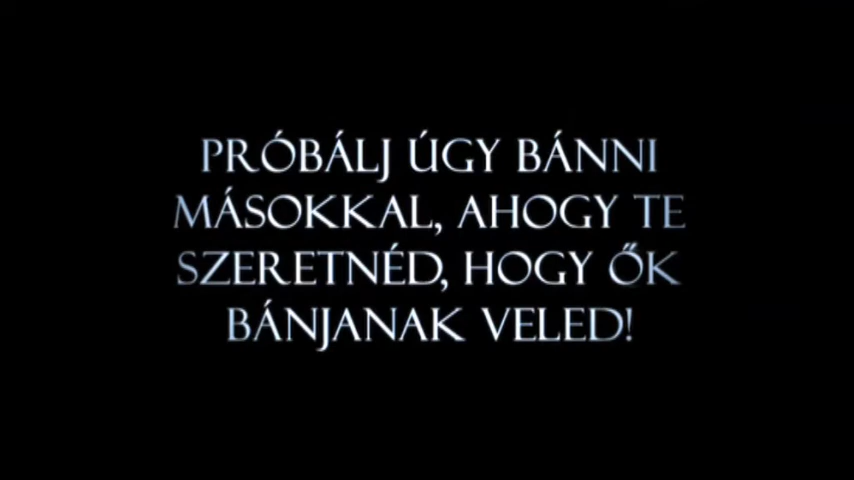 PRÓBÁLJ ÚGY BÁNNI
MÁSOKKAL, AHOGY TE
SZERETNÉD, HOGY ŐK
BÁNJANAK VELED!